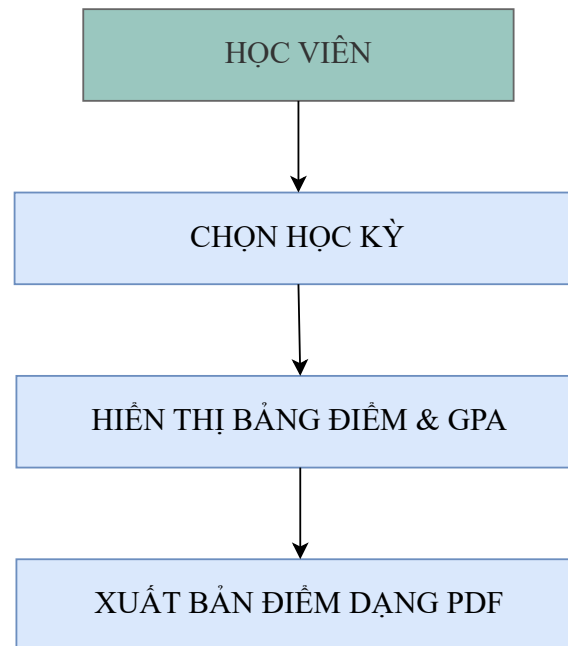 HỌC VIÊN
CHỌN HỌC KỲ
HIỂN THỊ BẢNG ĐIỂM & GPA
XUẤT BẢN ĐIỂM DẠNG PDF